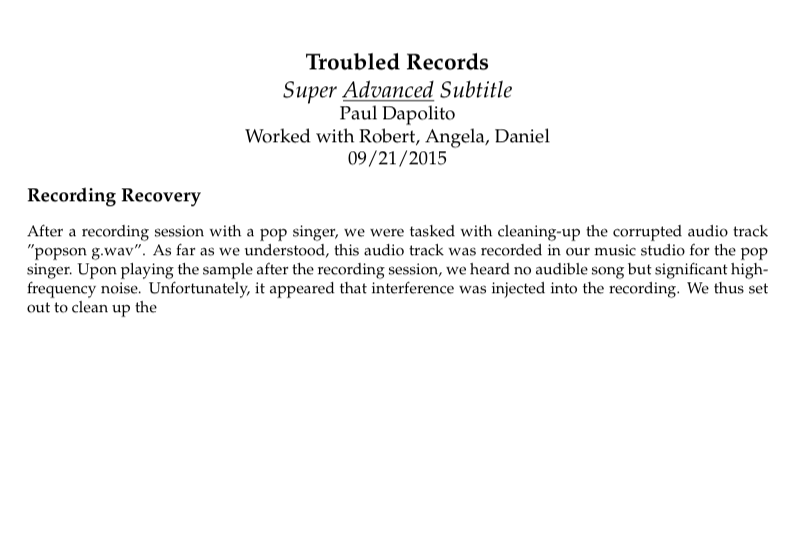 Troubled Records
Super Advanced Subtitle
Paul Dapolito
Worked with Robert, Angela, Daniel
09/21/2015
Recording Recovery
After a recording session with a pop singer, we were tasked with cleaning-up the corrupted audio track
"popson g.wav". As far as we understood, this audio track was recorded in our music studio for the pop
singer. Upon playing the sample after the recording session, we heard no audible song but significant high-
frequency noise. Unfortunately, it appeared that interference was injected into the recording. We thus set
out to clean up the